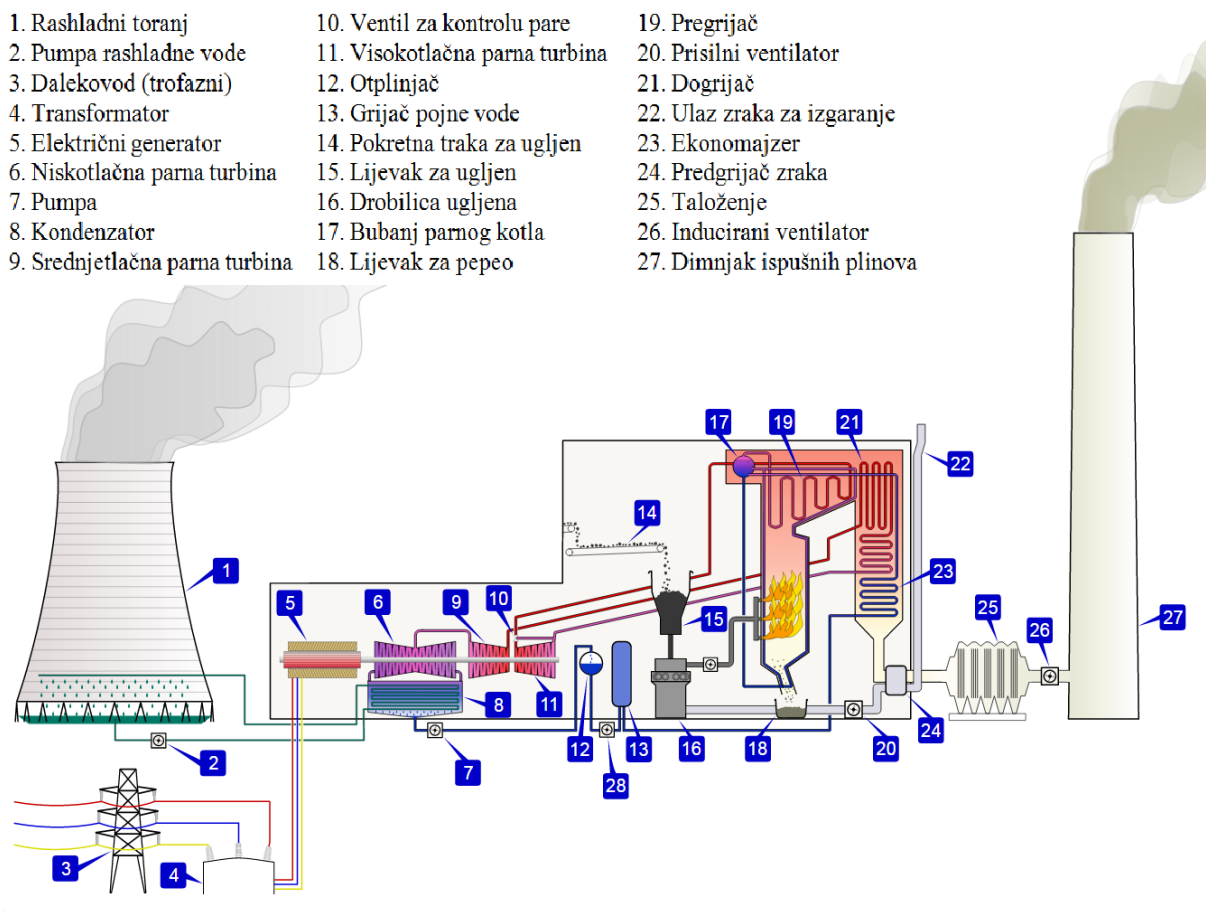 1. Rashladni toranj
2. Pumpa rashladne vode
3. Dalekovod (trofazni)
4. Transformator
5. Električni generator
6. Niskotlačna parna turbina
7. Pumpa
8. Kondenzator
9. Srednjetlačna parna turbina
10. Ventil za kontrolu pare
11. Visokotlačna parna turbina
12. Otplinjač
13. Grijač pojne vode
14. Pokretna traka za ugljen
15. Lijevak za ugljen
16. Drobilica ugljena
17. Bubanj parnog kotla
18. Lijevak za pepeo
19. Pregrijač
20. Prisilni ventilator
21. Dogrijač
22. Ulaz zraka za izgaranje
23. Ekonomajzer
24. Predgrijač zraka
25. Taloženje
26. Inducirani ventilator
27. Dimnjak ispušnih plinova
17
19
21
22
14
1
23
5
6
9
10
15
25
26
27
8
11
12
13
16
18
20
24
2
7
28
3
4